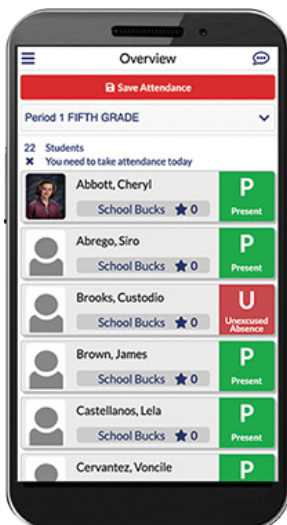 Overview
Save Attendance
Period 1 FIFTH GRADE
22 Students
You need to take attendance today
Abbott, Cheryl
School Bucks 0
P
Present
Abrego, Siro
School Bucks 0
P
Present
Brooks, Custodio
School Bucks 0
U
Unexcused
Absence
Brown, James
School Bucks 0
P
Present
Castellanos, Lela
School Bucks 0
P
Present
Cervantez, Voncile
P